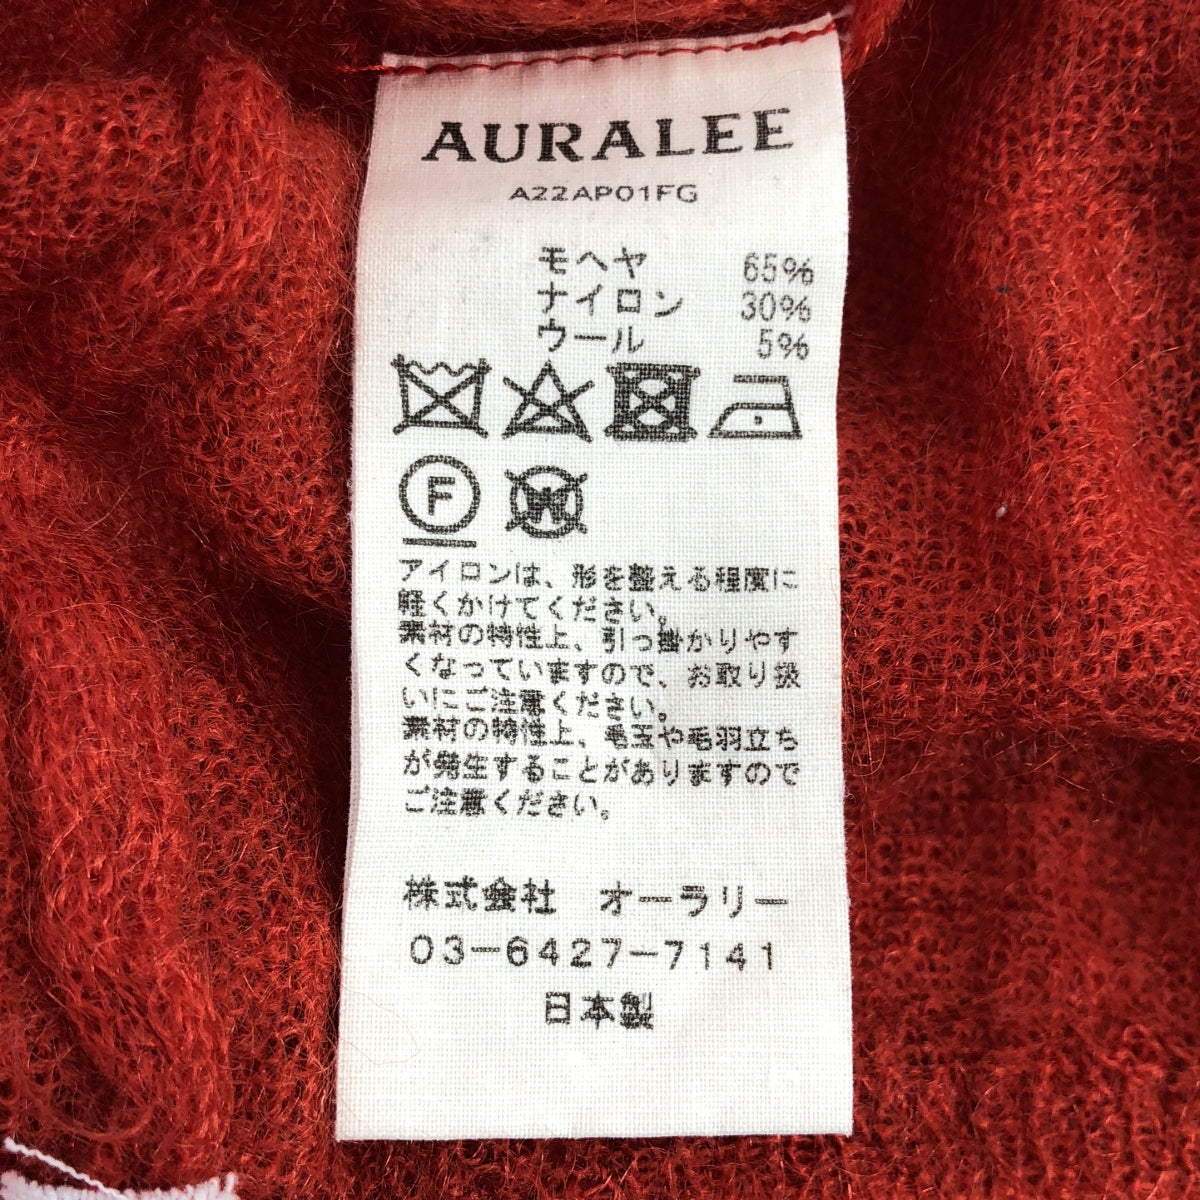 AURALEE
A22AP01FG
モヘヤ 65%
ナイロン 30%
ウール 5%
F
W
アイロンは、形を整える程度に
軽くかけてください。
素材の特性上、引っ掛かりやす
くなっていますので、お取り扱
いにご注意ください。
素材の特性上、毛玉や毛羽立ち
が発生することがありますので
ご注意ください。
株式会社 オーラリー
03-6427-7141
日本製